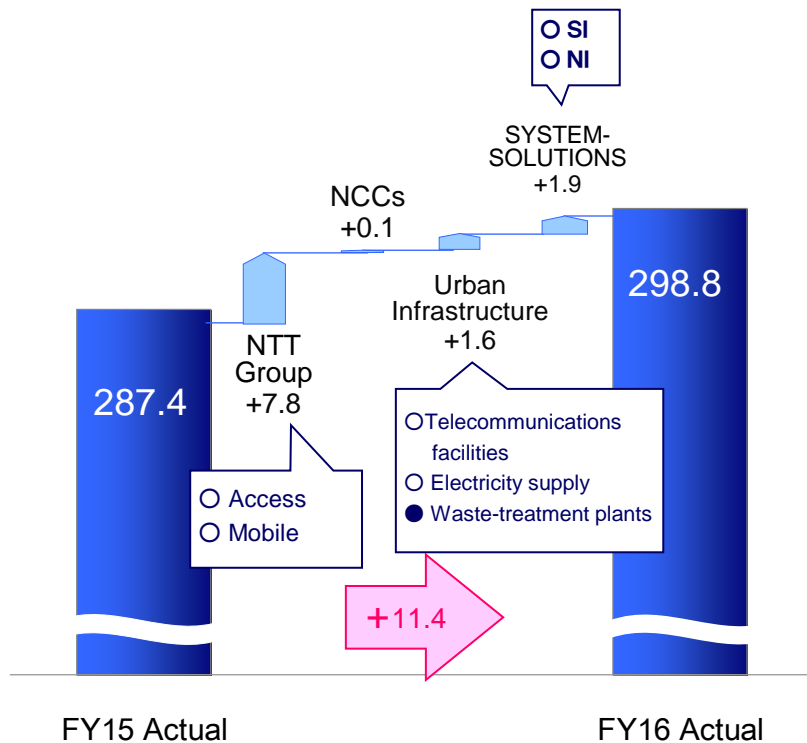 ○ SI
○ NI
SYSTEM-
SOLUTIONS
+1.9
NCCs
+0.1
Urban
Infrastructure
+1.6
298.8
NTT
Group
+7.8
287.4
○Telecommunications
facilities
○ Electricity supply
● Waste-treatment plants
○ Access
○ Mobile
+11.4
FY15 Actual
FY16 Actual